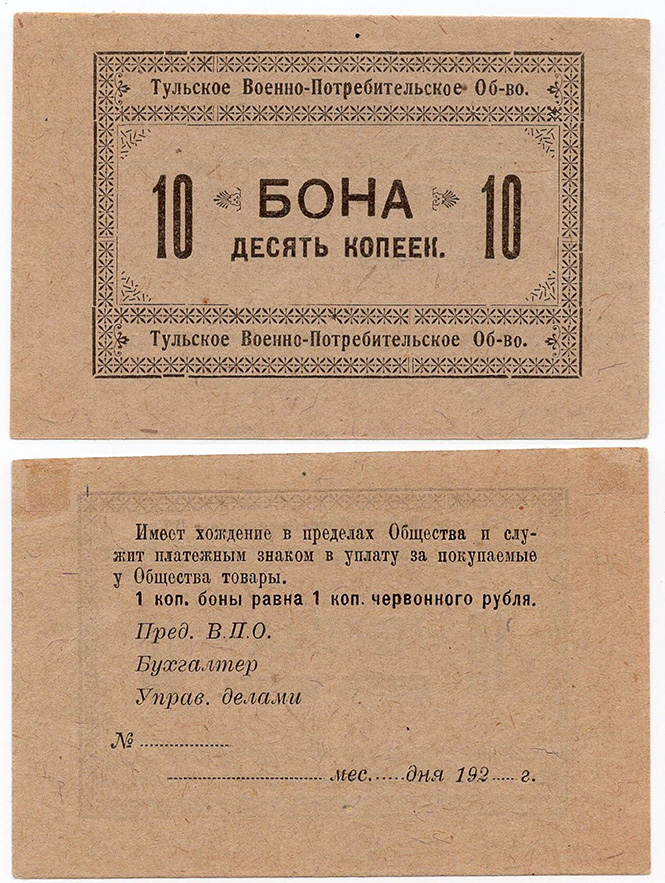 Тульское Военно-Потребительское Об-во.
10 БОНА 10
ДЕСЯТЬ КОПЕЕК.
Тульское Военно-Потребительское Об-во.
Имеет хождение в пределах Общества и слу-
жит платежным знаком в уплату за покупаемые
у Общества товары.
1 коп. боны равна 1 коп. червонного рубля.
Пред. В.П.О.
Бухгалтер
Управ. делами
№ ................
............................ мес......дня 192.....г.